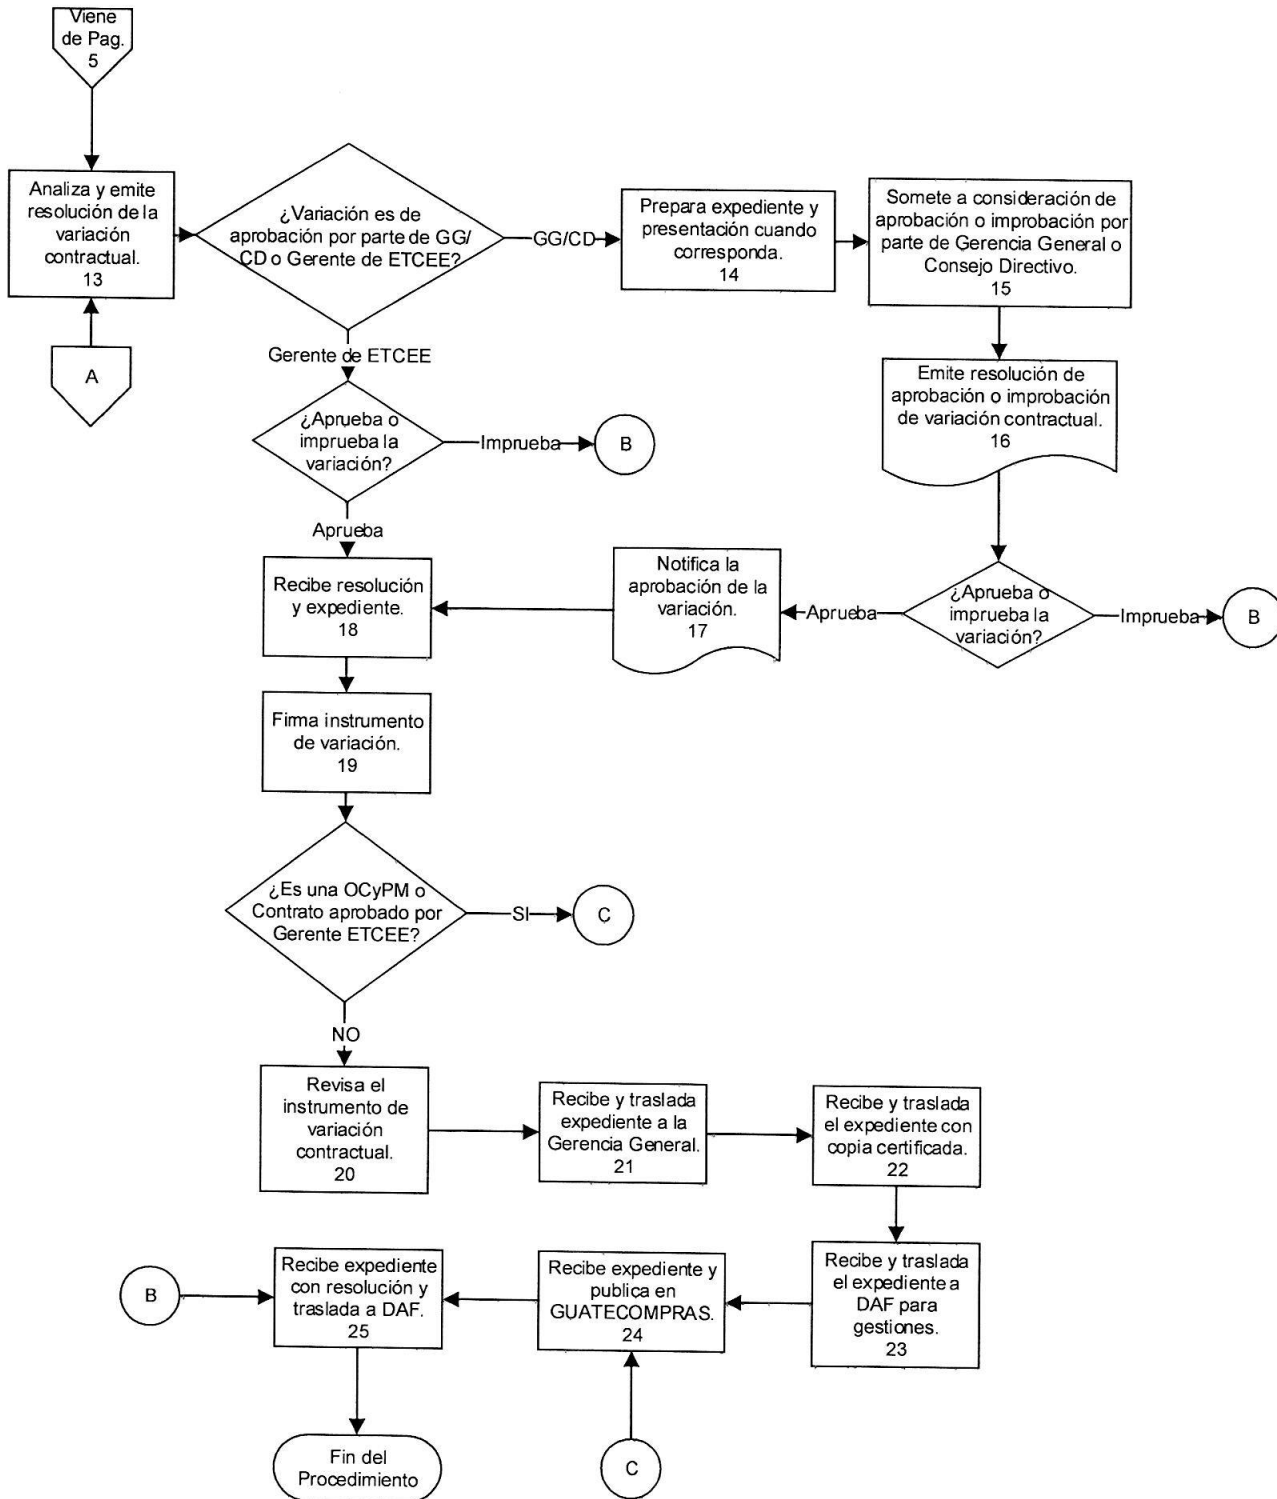 Viene
de Pag.
5
Analiza y emite
resolución de la
variación
contractual.
13
A
¿Variación es de
aprobación por parte de GG/
CD o Gerente de ETCEE?
GG/CD
Prepara expediente y
presentación cuando
corresponda.
14
Somete a consideración de
aprobación o improbación por
parte de Gerencia General o
Consejo Directivo.
15
Gerente de ETCEE
¿Aprueba o
imprueba la
variación?
Imprueba
B
Emite resolución de
aprobación o improbación
de variación contractual.
16
Aprueba
Recibe resolución
y expediente.
18
Notifica la
aprobación de la
variación.
17
Aprueba
¿Aprueba o
imprueba la
variación?
Imprueba
B
Firma instrumento
de variación.
19
¿Es una OCyPM o
Contrato aprobado por
Gerente ETCEE?
SI
C
NO
Revisa el
instrumento de
variación
contractual.
20
Recibe y traslada
expediente a la
Gerencia General.
21
Recibe y traslada
el expediente con
copia certificada.
22
B
Recibe expediente
con resolución y
traslada a DAF.
25
Recibe expediente y
publica en
GUATECOMPRAS.
24
Recibe y traslada
el expediente a
DAF para
gestiones.
23
Fin del
Procedimiento
C